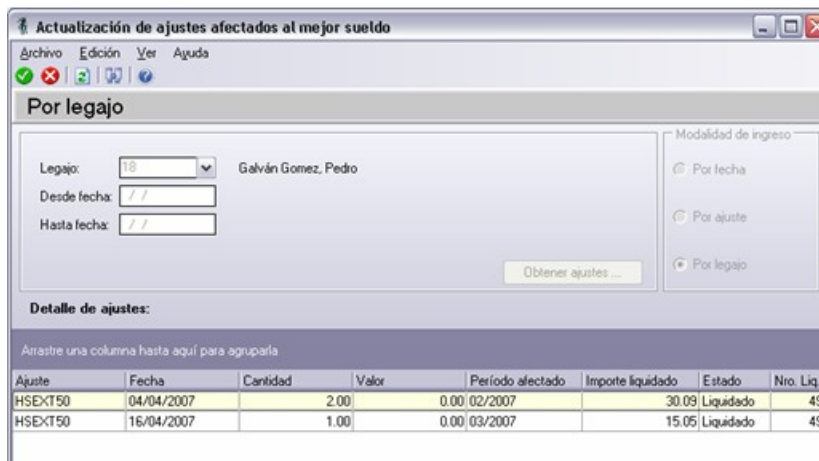 Actualización de ajustes afectados al mejor sueldo
Archivo Edición Ver Ayuda
Por legajo
Modalidad de ingreso
Legajo: 18 Galván Gomez, Pedro
Por fecha
Desde fecha: / /
Por ajuste
Hasta fecha: / /
Obtener ajustes ...
Por legajo
Detalle de ajustes:
Arrastre una columna hasta aquí para agruparla
Ajuste Fecha Cantidad Valor Período afectado Importe liquidado Estado Nro. Liq.
HSEXT50 04/04/2007 2.00 0.00 02/2007 30.09 Liquidado
HSEXT50 16/04/2007 1.00 0.00 03/2007 15.05 Liquidado